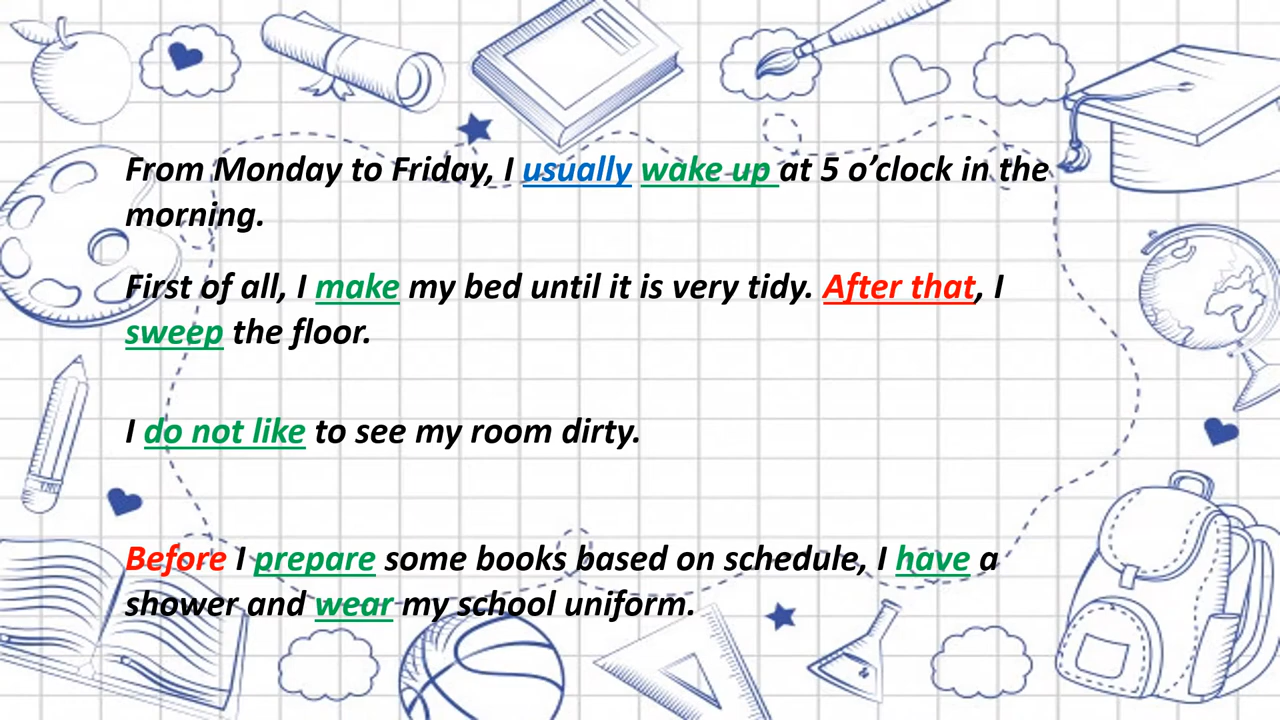 From Monday to Friday, I usually wake up at 5 o’clock in the
morning.
First of all, I make my bed until it is very tidy. After that, I
sweep the floor.
I do not like to see my room dirty.
Before I prepare some books based on schedule, I have a
shower and wear my school uniform.